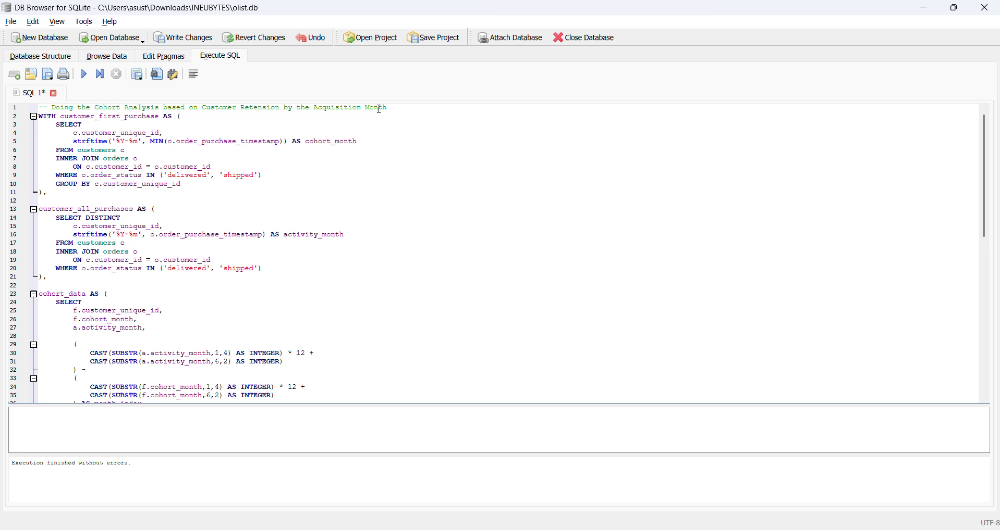 DB Browser for SQLite - C:\Users\asust\Downloads\INEUBYTES\olist.db
File Edit View Tools Help
New Database Open Database Write Changes Revert Changes Undo Open Project Save Project Attach Database Close Database
Database Structure Browse Data Edit Pragmas Execute SQL
SQL 1*
1 -- Doing the Cohort Analysis based on Customer Retension by the Acquisition Month
2 WITH customer_first_purchase AS (
3 SELECT
4 c.customer_unique_id,
5 strftime('%Y-%m', MIN(o.order_purchase_timestamp)) AS cohort_month
6 FROM customers c
7 INNER JOIN orders o
8 ON c.customer_id = o.customer_id
9 WHERE o.order_status IN ('delivered', 'shipped')
10 GROUP BY c.customer_unique_id
11 ),
12
13 customer_all_purchases AS (
14 SELECT DISTINCT
15 c.customer_unique_id,
16 strftime('%Y-%m', o.order_purchase_timestamp) AS activity_month
17 FROM customers c
18 INNER JOIN orders o
19 ON c.customer_id = o.customer_id
20 WHERE o.order_status IN ('delivered', 'shipped')
21 ),
22
23 cohort_data AS (
24 SELECT
25 f.customer_unique_id,
26 f.cohort_month,
27 a.activity_month,
28
29 (
30 CAST(SUBSTR(a.activity_month,1,4) AS INTEGER) * 12 +
31 CAST(SUBSTR(a.activity_month,6,2) AS INTEGER)
32 ) -
33 (
34 CAST(SUBSTR(f.cohort_month,1,4) AS INTEGER) * 12 +
35 CAST(SUBSTR(f.cohort_month,6,2) AS INTEGER)
Execution finished without errors.
UTF-8